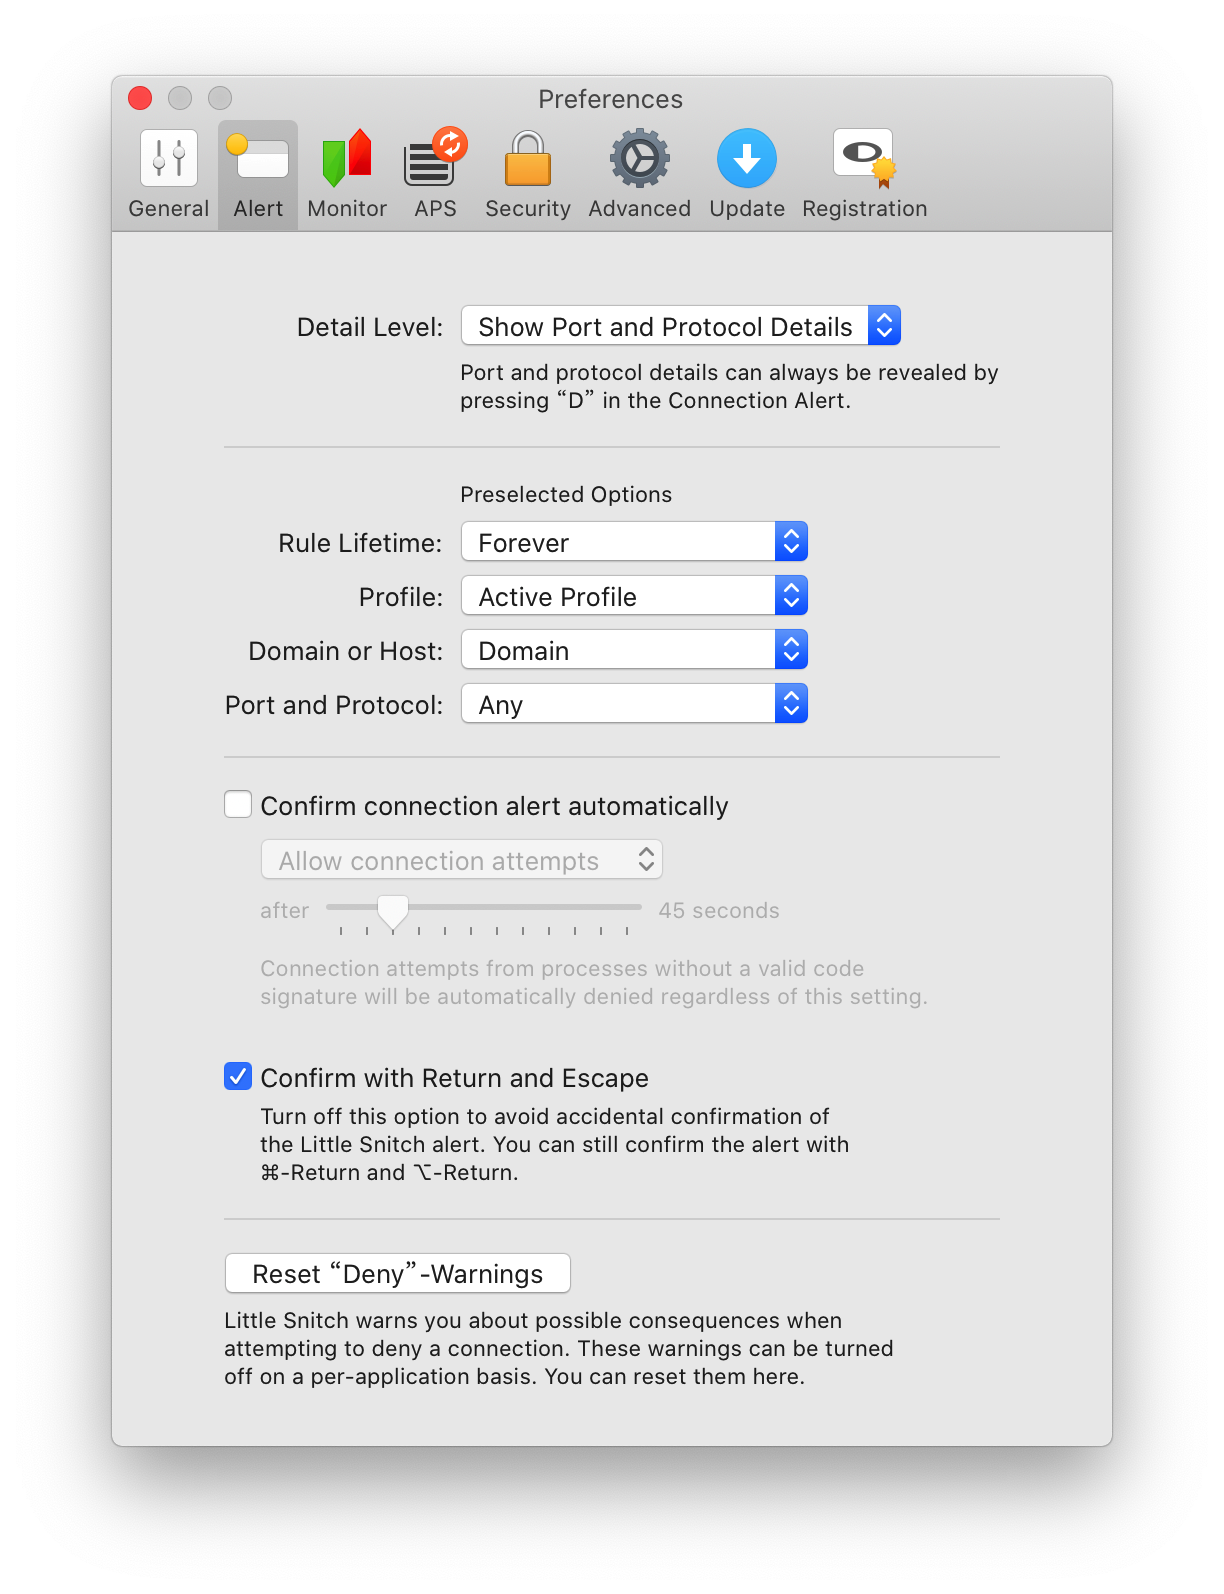 Preferences
General Alert Monitor APS Security Advanced Update Registration
Detail Level: Show Port and Protocol Details
Port and protocol details can always be revealed by
pressing “D” in the Connection Alert.
Preselected Options
Rule Lifetime: Forever
Profile: Active Profile
Domain or Host: Domain
Port and Protocol: Any
Confirm connection alert automatically
Allow connection attempts
after 45 seconds
Connection attempts from processes without a valid code
signature will be automatically denied regardless of this setting.
Confirm with Return and Escape
Turn off this option to avoid accidental confirmation of
the Little Snitch alert. You can still confirm the alert with
⌘-Return and ⌥-Return.
Reset “Deny”-Warnings
Little Snitch warns you about possible consequences when
attempting to deny a connection. These warnings can be turned
off on a per-application basis. You can reset them here.